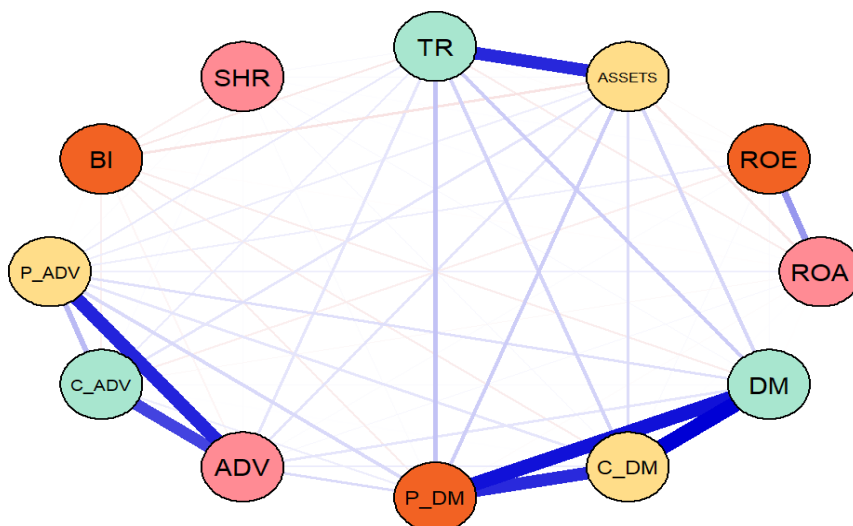 TR
SHR
ASSETS
BI
ROE
P_ADV
ROA
C_ADV
DM
ADV
C_DM
P_DM